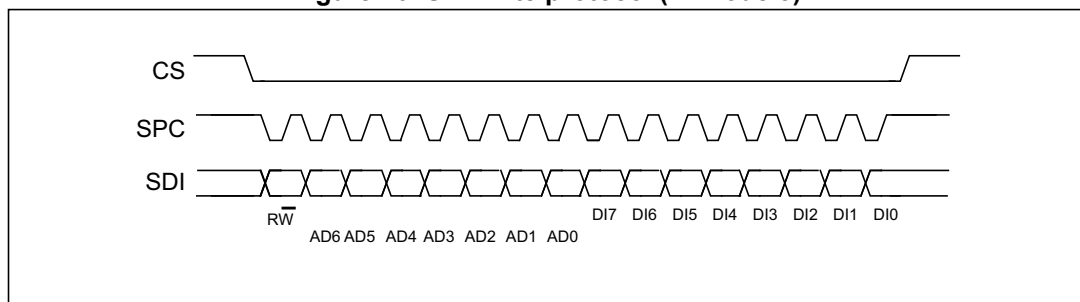 CS
SPC
SDI
RW
DI7 DI6 DI5 DI4 DI3 DI2 DI1 DI0
AD6 AD5 AD4 AD3 AD2 AD1 AD0